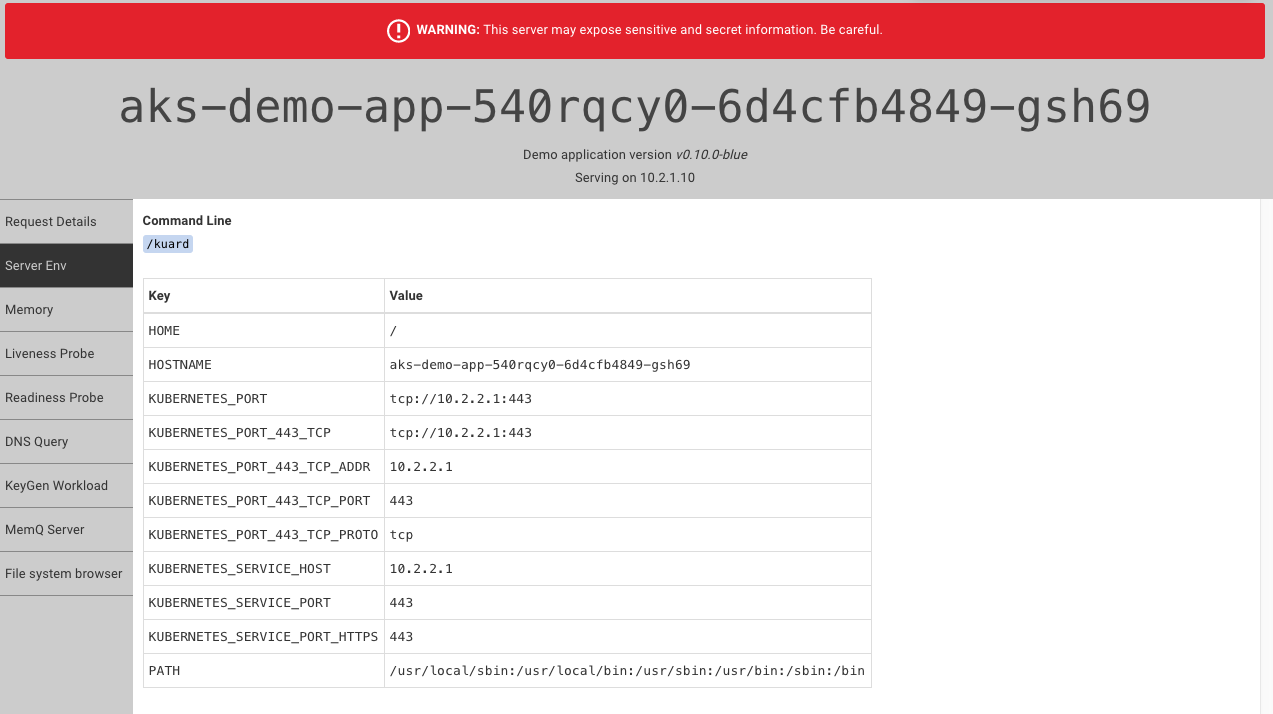 WARNING: This server may expose sensitive and secret information. Be careful.
aks-demo-app-540rqcy0-6d4cfb4849-gsh69
Demo application version v0.10.0-blue
Serving on 10.2.1.10
Request Details
Server Env
Memory
Liveness Probe
Readiness Probe
DNS Query
KeyGen Workload
MemQ Server
File system browser
Command Line
/kuard
Key Value
HOME /
HOSTNAME aks-demo-app-540rqcy0-6d4cfb4849-gsh69
KUBERNETES_PORT tcp://10.2.2.1:443
KUBERNETES_PORT_443_TCP tcp://10.2.2.1:443
KUBERNETES_PORT_443_TCP_ADDR 10.2.2.1
KUBERNETES_PORT_443_TCP_PORT 443
KUBERNETES_PORT_443_TCP_PROTO tcp
KUBERNETES_SERVICE_HOST 10.2.2.1
KUBERNETES_SERVICE_PORT 443
KUBERNETES_SERVICE_PORT_HTTPS 443
PATH /usr/local/sbin:/usr/local/bin:/usr/sbin:/usr/bin:/sbin:/bin